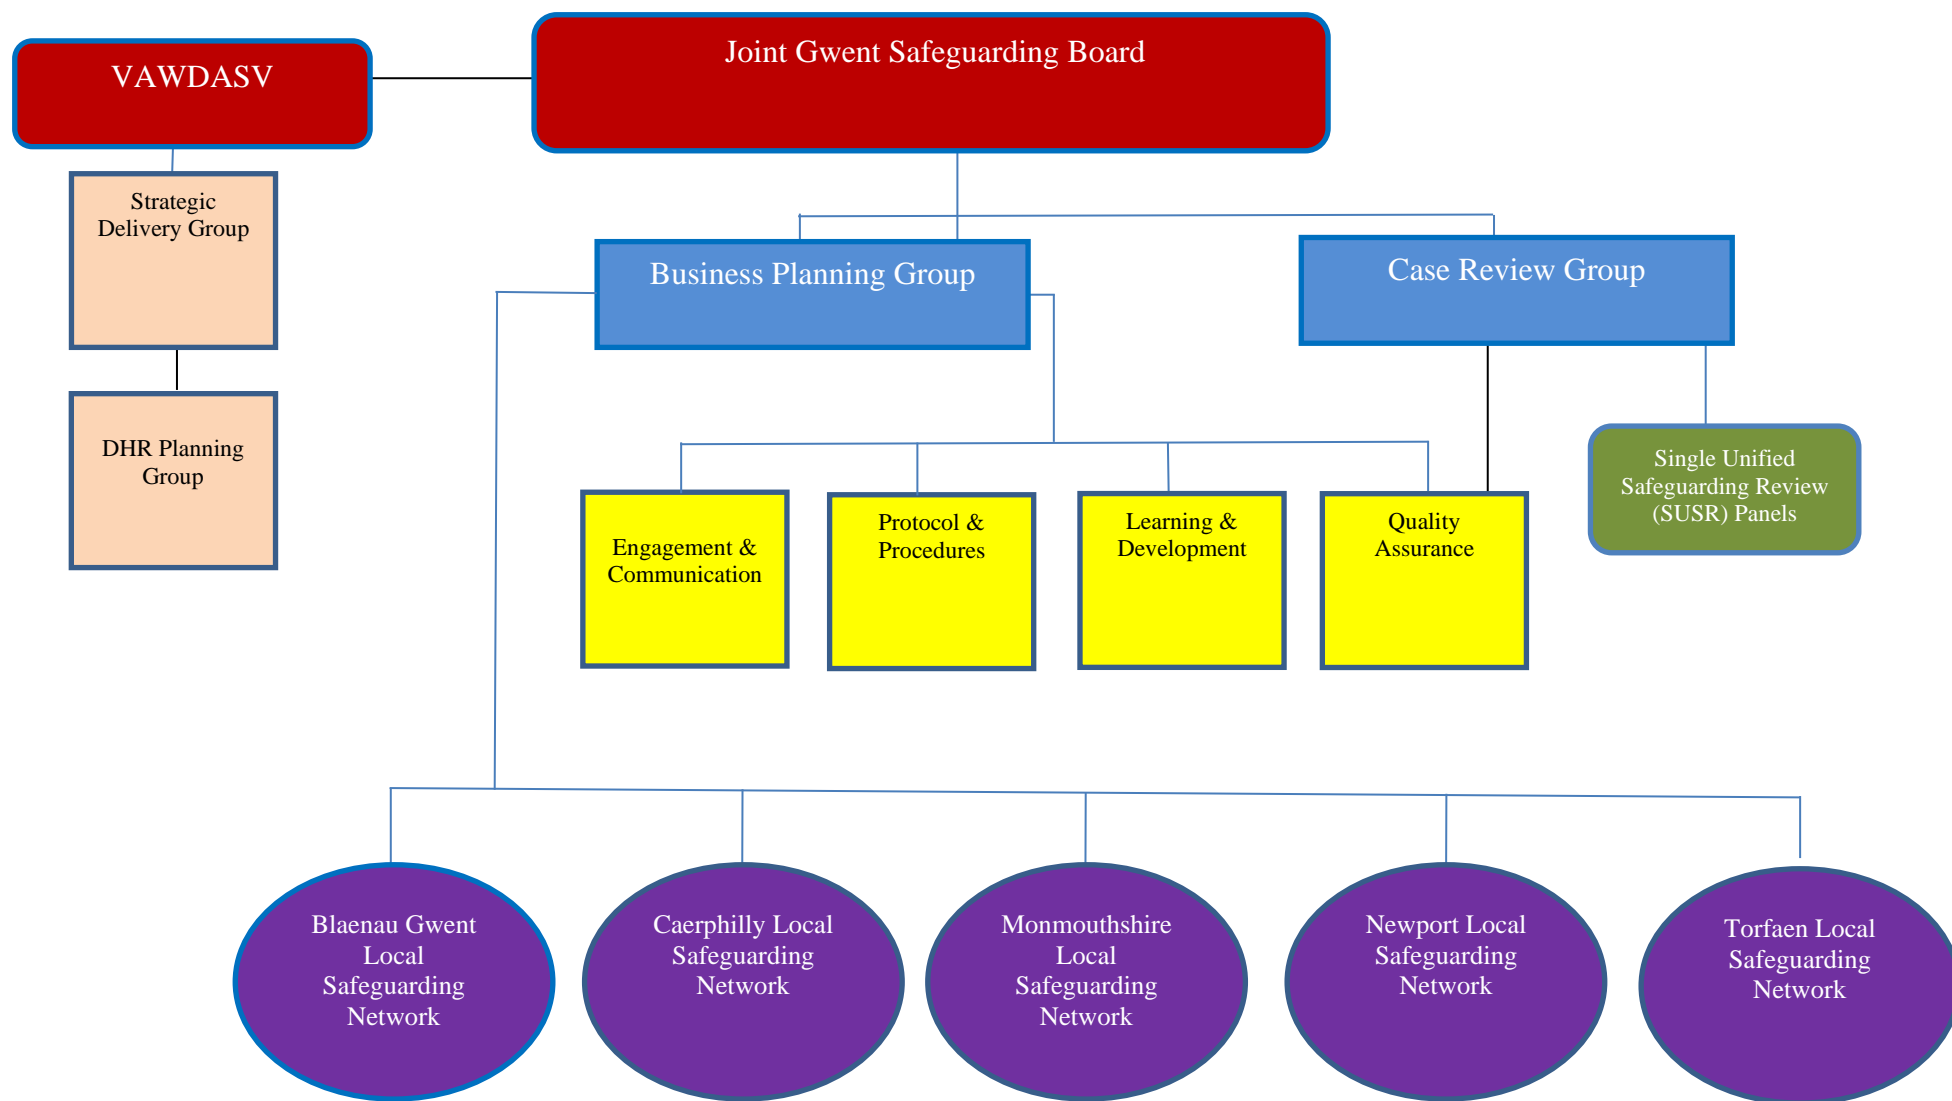 VAWDASV
Joint Gwent Safeguarding Board
Strategic
Delivery Group
Business Planning Group
Case Review Group
DHR Planning
Group
Engagement &
Communication
Protocol &
Procedures
Learning &
Development
Quality
Assurance
Single Unified
Safeguarding Review
(SUSR) Panels
Blaenau Gwent
Local
Safeguarding
Network
Caerphilly Local
Safeguarding
Network
Monmouthshire
Local
Safeguarding
Network
Newport Local
Safeguarding
Network
Torfaen Local
Safeguarding
Network